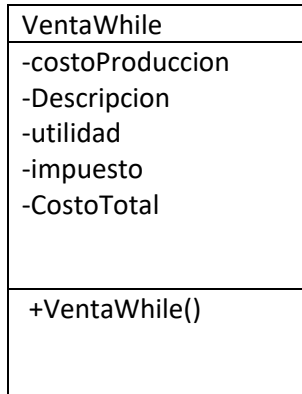 VentaWhile
-costoProduccion
-Descripcion
-utilidad
-impuesto
-CostoTotal
+VentaWhile()